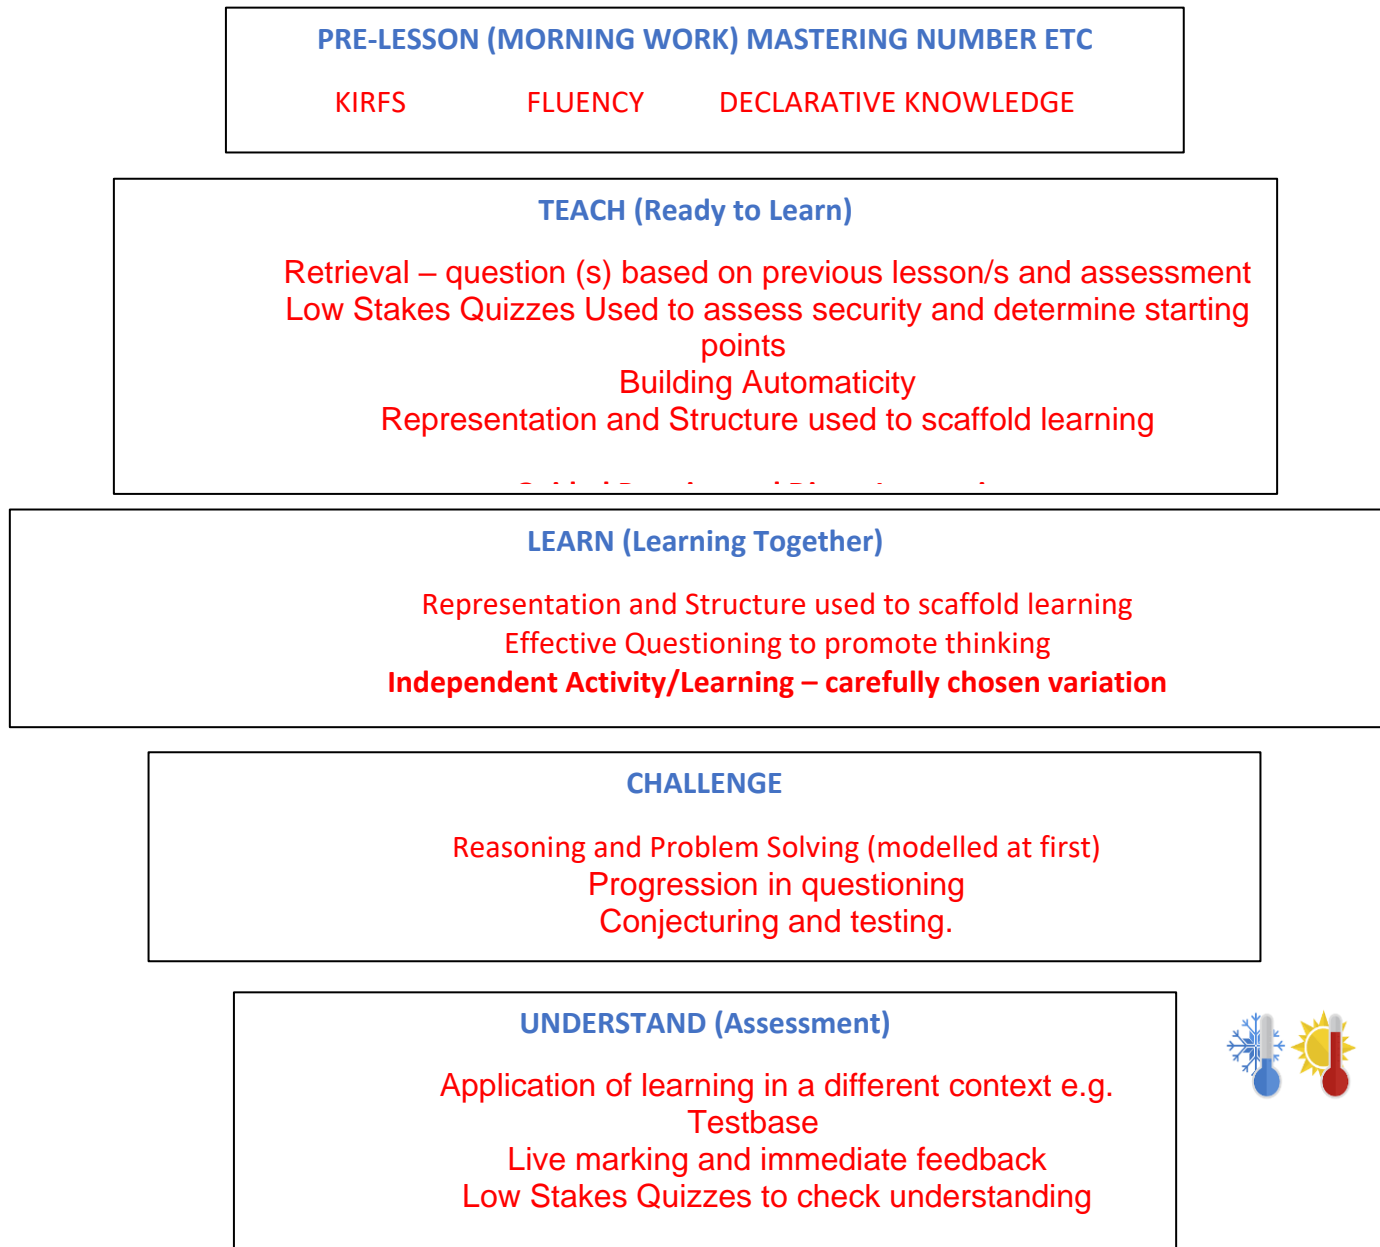 PRE-LESSON (MORNING WORK) MASTERING NUMBER ETC
KIRFS FLUENCY DECLARATIVE KNOWLEDGE
TEACH (Ready to Learn)
Retrieval – question (s) based on previous lesson/s and assessment
Low Stakes Quizzes Used to assess security and determine starting
points
Building Automaticity
Representation and Structure used to scaffold learning
LEARN (Learning Together)
Representation and Structure used to scaffold learning
Effective Questioning to promote thinking
Independent Activity/Learning – carefully chosen variation
CHALLENGE
Reasoning and Problem Solving (modelled at first)
Progression in questioning
Conjecturing and testing.
UNDERSTAND (Assessment)
Application of learning in a different context e.g.
Testbase
Live marking and immediate feedback
Low Stakes Quizzes to check understanding